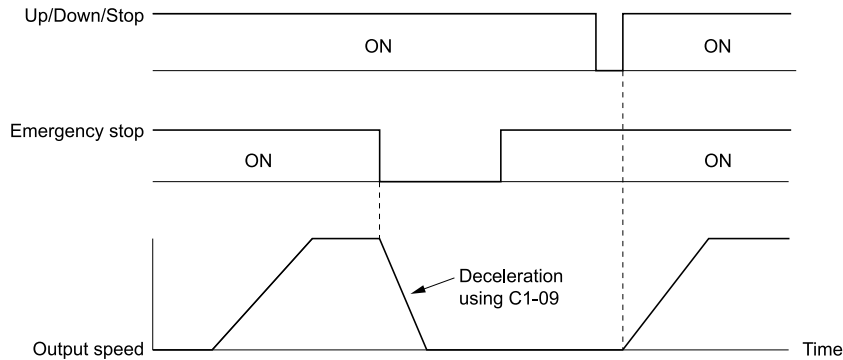 Up/Down/Stop
ON
ON
Emergency stop
ON
ON
Deceleration
using C1-09
Output speed
Time